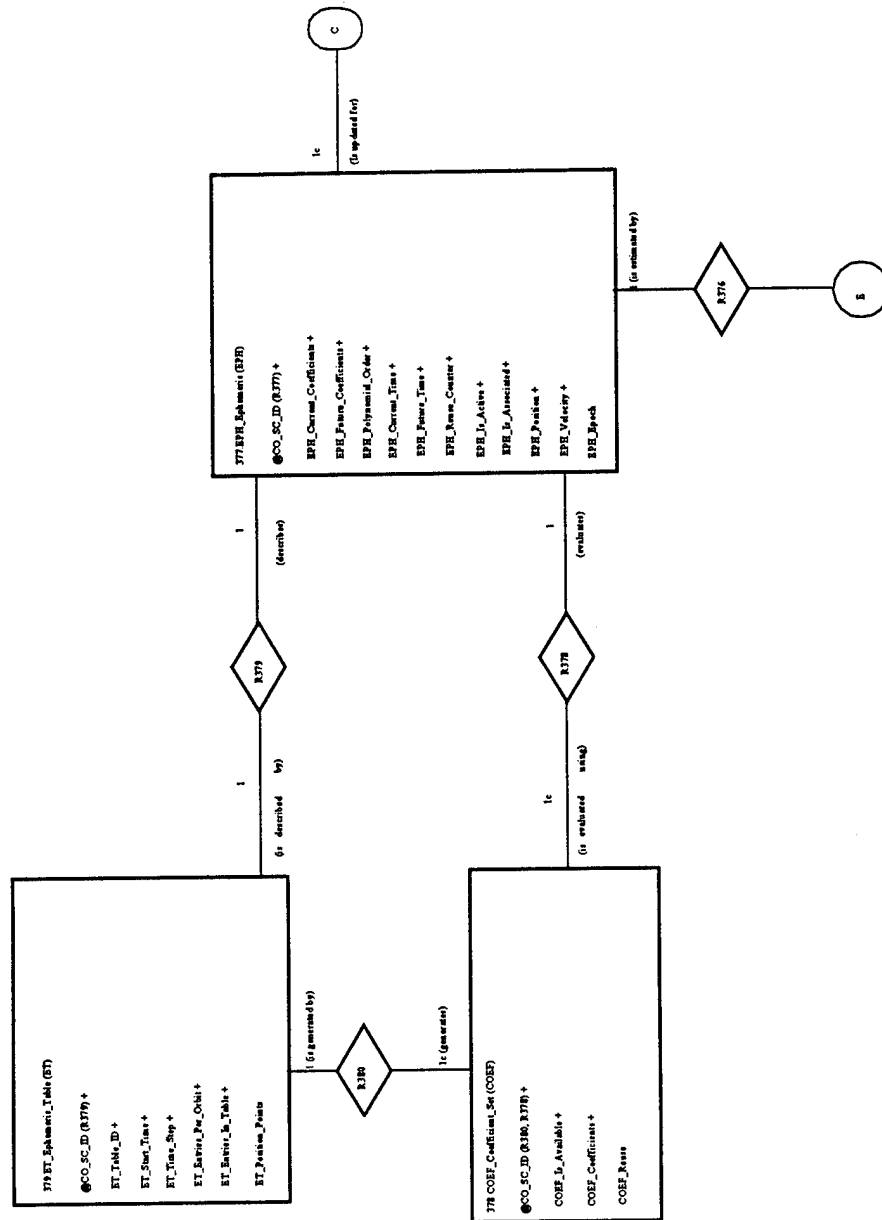 379 ET_Ephemeris_Table (ET)
@CO_SC_ID (R379) +
ET_Table_ID +
ET_Start_Time +
ET_Time_Step +
ET_Entries_Per_Orbit +
ET_Entries_In_Table +
ET_Position_Points
1
(is described by)
R379
1
(describes)
1 (is generated by)
R380
1c (generates)
378 COEF_Coefficient_Set (COEF)
@CO_SC_ID (R380, R378) +
COEF_Is_Available +
COEF_Coefficients +
COEF_Reuse
1c
(is evaluated using)
R378
1
(evaluates)
377.EPH_Ephemeris (EPH)
@CO_SC_ID (R377) +
EPH_Current_Coefficients +
EPH_Future_Coefficients +
EPH_Polynomial_Order +
EPH_Current_Time +
EPH_Future_Time +
EPH_Reuse_Counter +
EPH_Is_Active +
EPH_Is_Associated +
EPH_Position +
EPH_Velocity +
EPH_Epoch
1c
(Is updated for)
C
1 (is estimated by)
R376
E